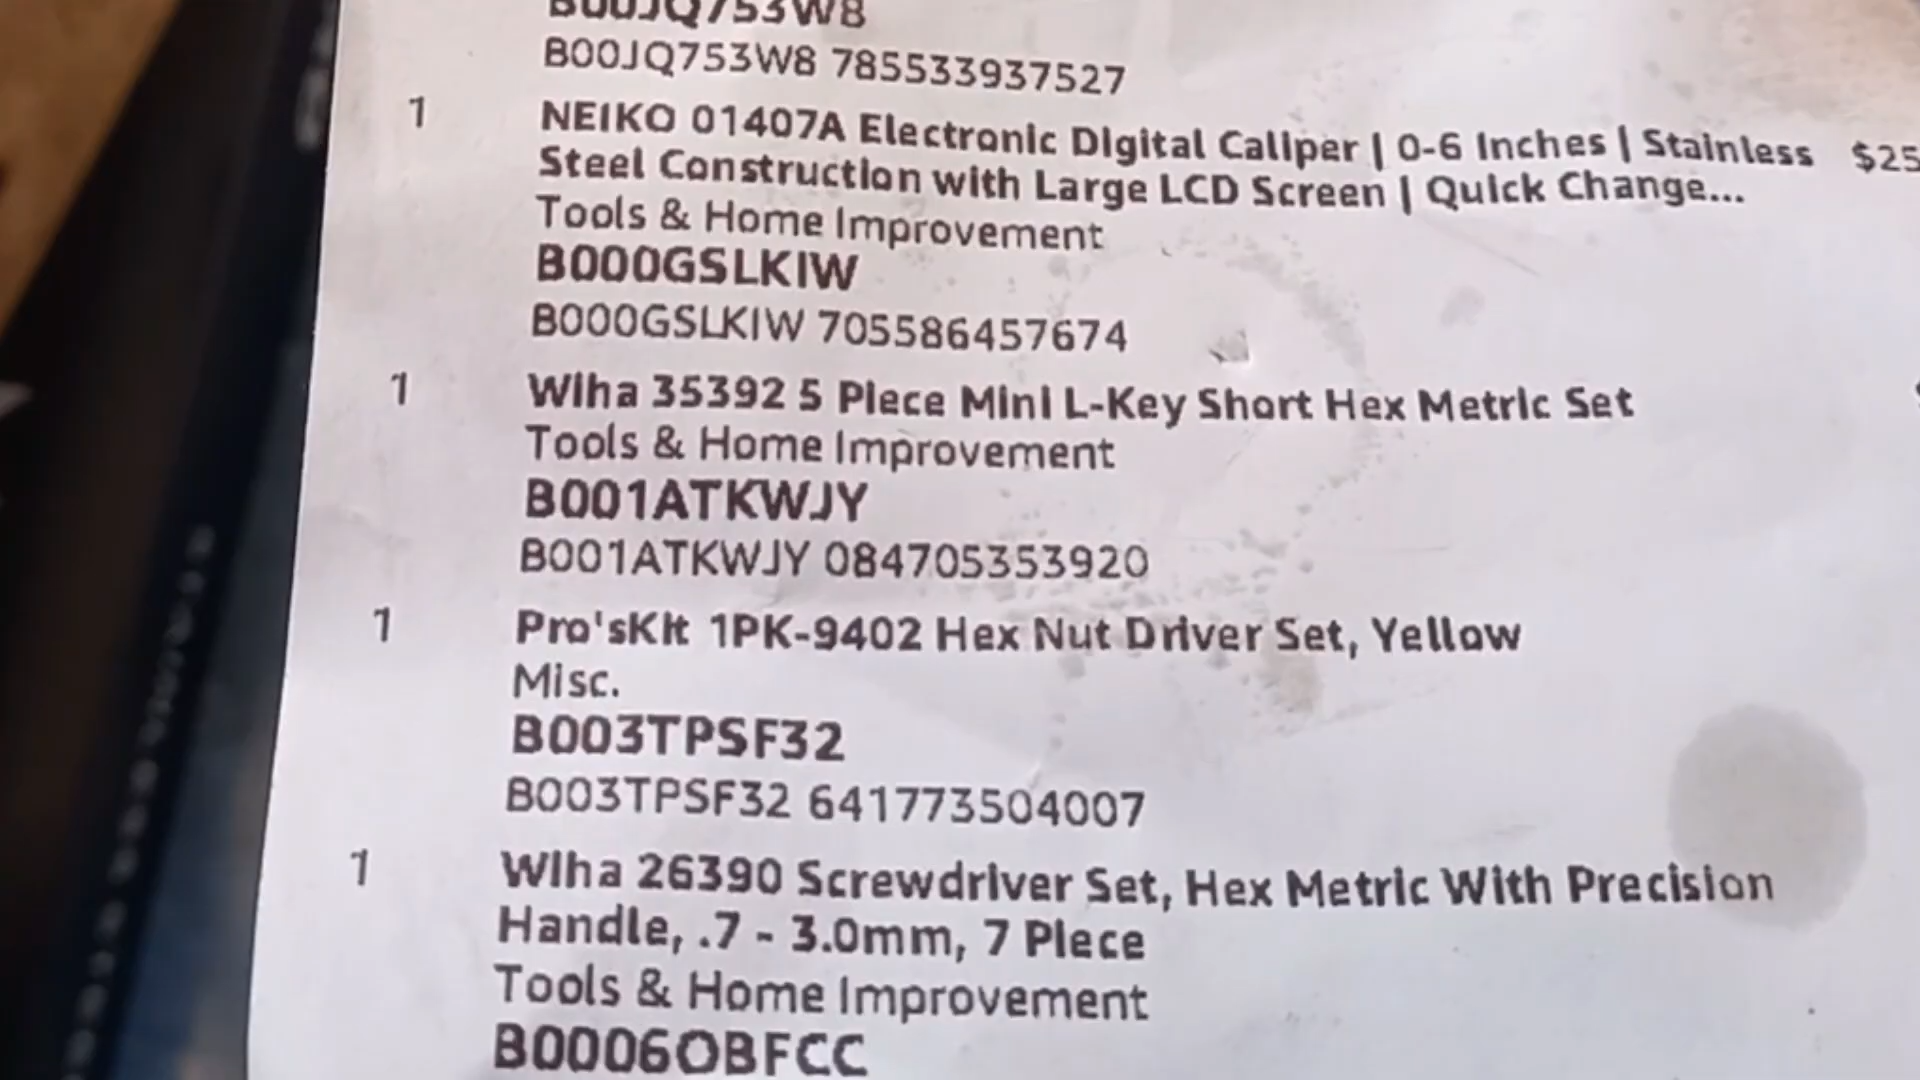 B00JQ753W8
B00JQ753W8 785533937527
1 NEIKO 01407A Electronic Digital Caliper | 0-6 Inches | Stainless $25
Steel Construction with Large LCD Screen | Quick Change...
Tools & Home Improvement
B000GSLKIW
B000GSLKIW 705586457674
1 Wiha 35392 5 Piece Mini L-Key Short Hex Metric Set
Tools & Home Improvement
B001ATKWJY
B001ATKWJY 084705353920
1 Pro'sKit 1PK-9402 Hex Nut Driver Set, Yellow
Misc.
B003TPSF32
B003TPSF32 641773504007
1 Wiha 26390 Screwdriver Set, Hex Metric With Precision
Handle, .7 - 3.0mm, 7 Piece
Tools & Home Improvement
B0006OBFCC